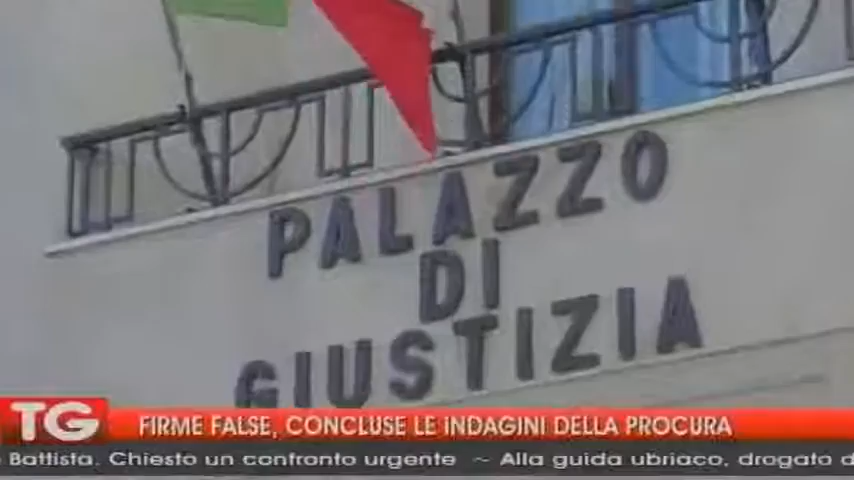 PALAZZO
DI
GIUSTIZIA
TG FIRME FALSE, CONCLUSE LE INDAGINI DELLA PROCURA
Battista. Chiesto un confronto urgente ~ Alla guida ubriaco, drogato d